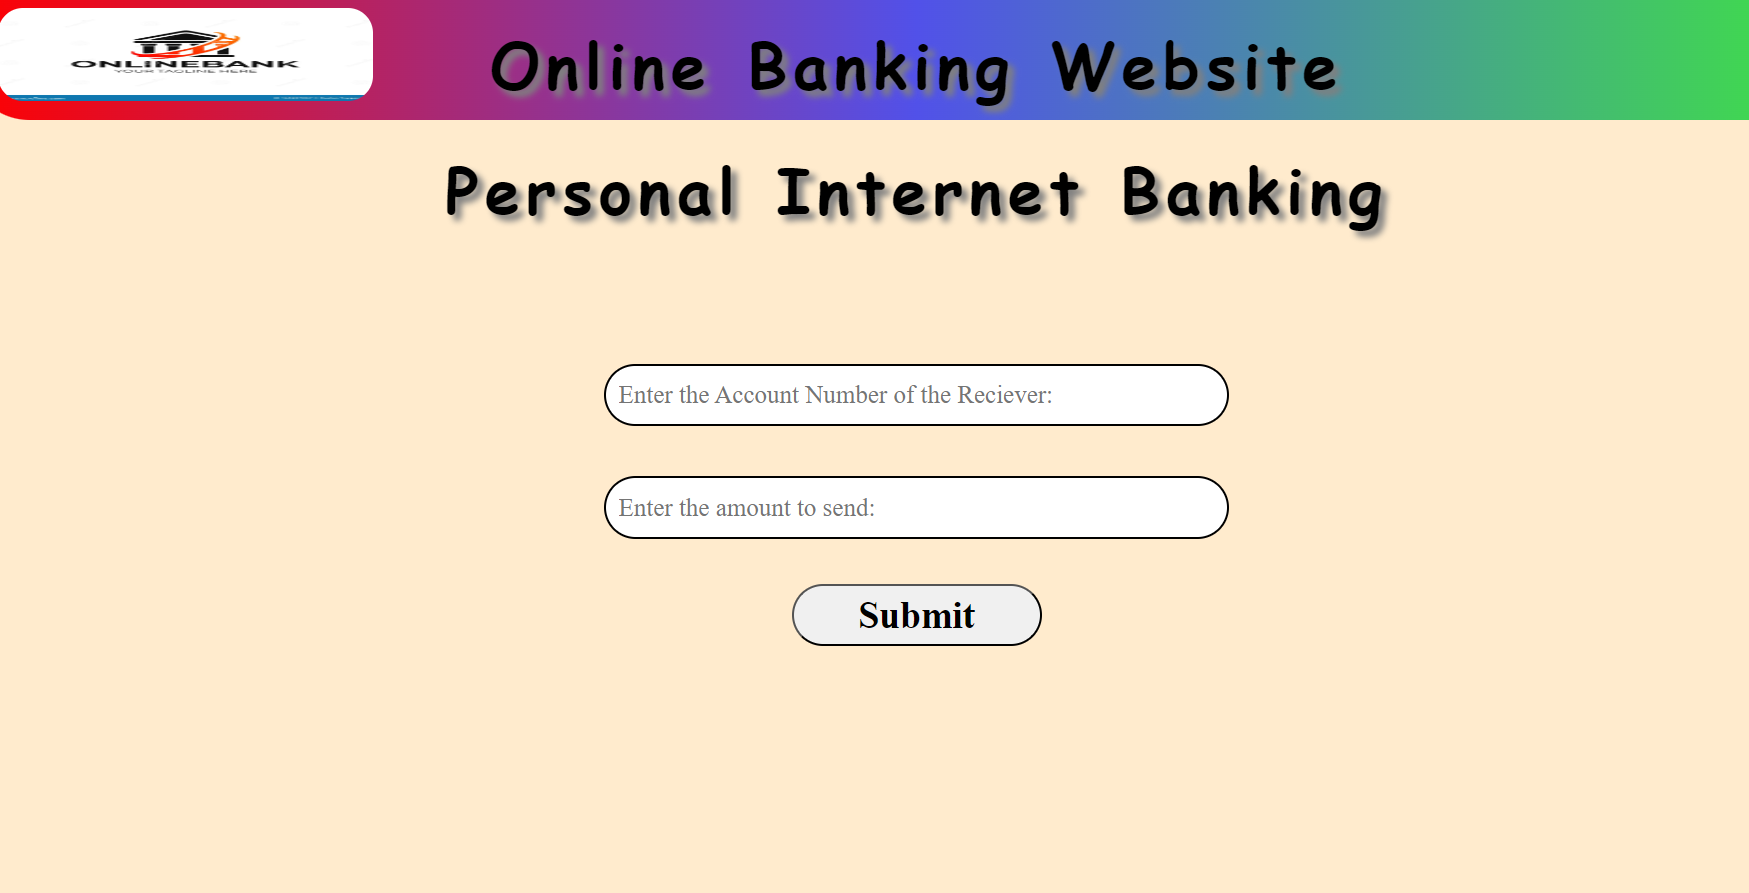 ONLINEBANK
YOUR TAGLINE HERE
Online Banking Website
Personal Internet Banking
Enter the Account Number of the Reciever:
Enter the amount to send:
Submit